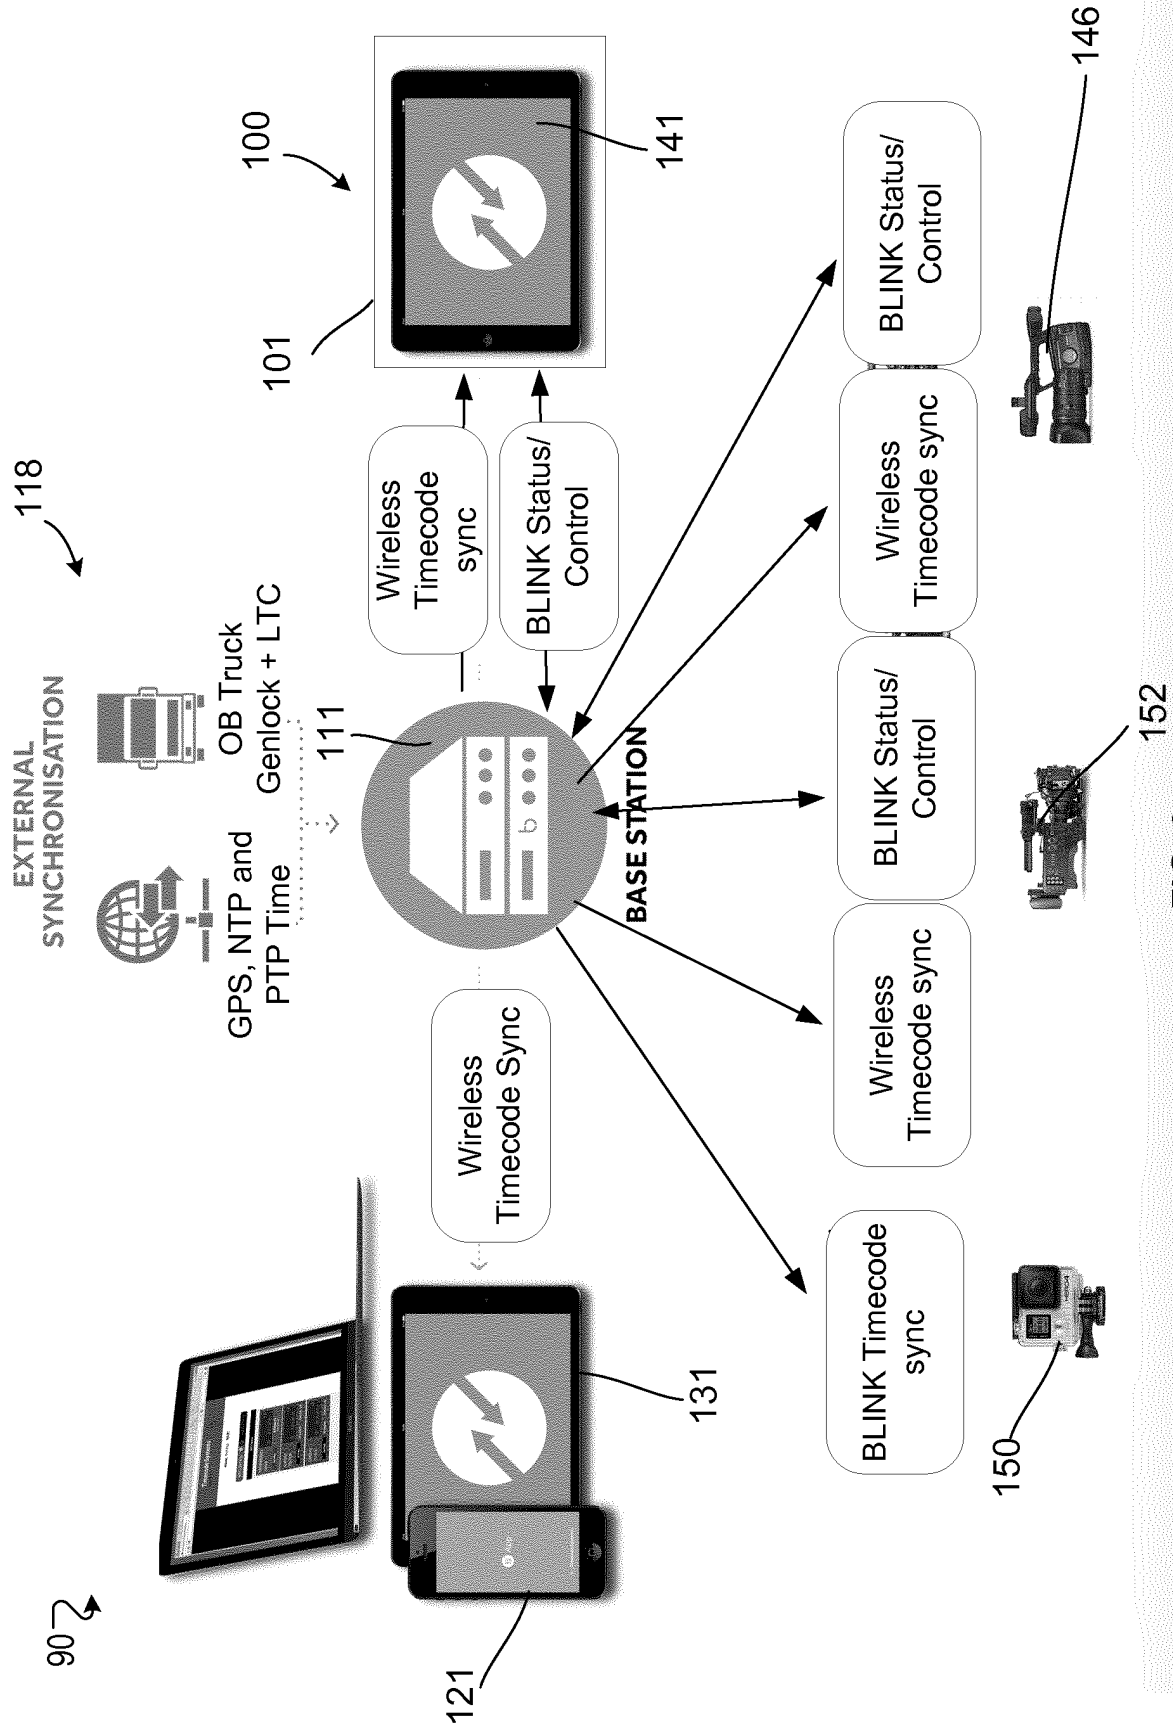 90
EXTERNAL
SYNCHRONISATION
118
GPS, NTP and
PTP Time
OB Truck
Genlock + LTC
111
100
101
141
121
131
Wireless
Timecode Sync
BASE STATION
Wireless
Timecode
sync
BLINK Status/
Control
BLINK Timecode
sync
Wireless
Timecode sync
BLINK Status/
Control
Wireless
Timecode sync
BLINK Status/
Control
150
152
146